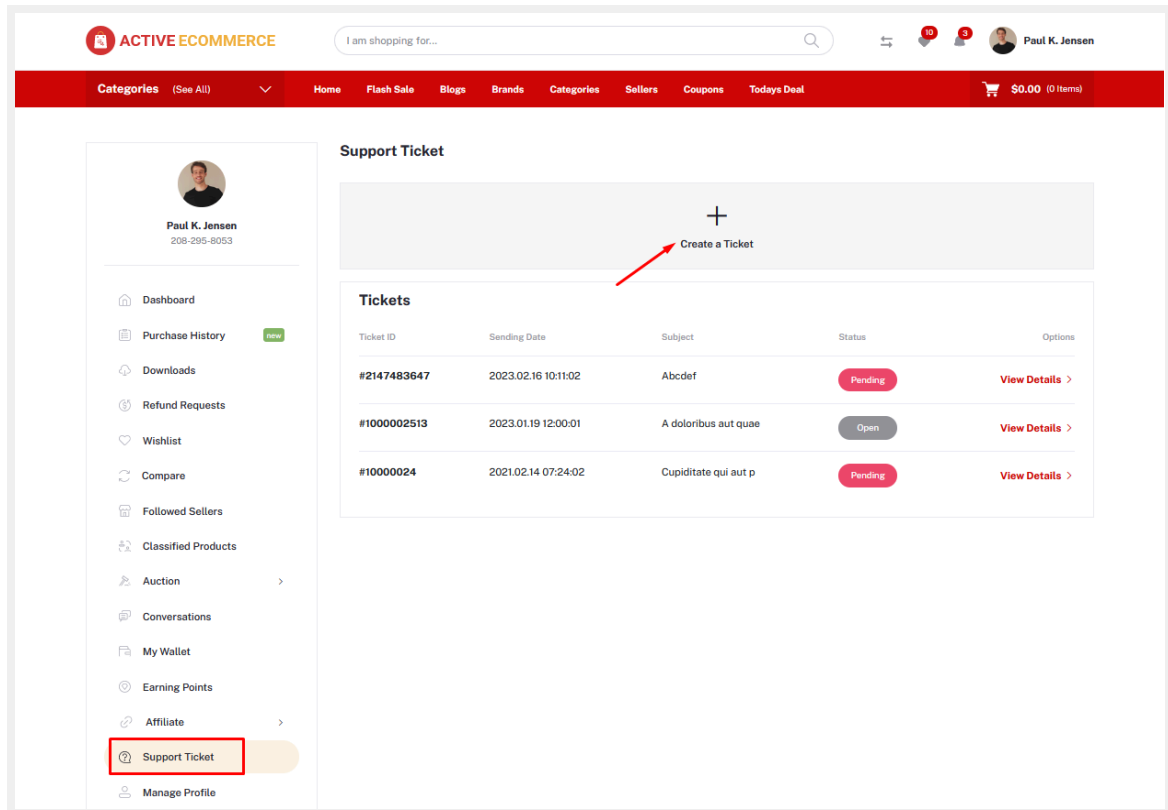 ACTIVE ECOMMERCE
I am shopping for...
10
3
Paul K. Jensen
Categories (See All)
Home Flash Sale Blogs Brands Categories Sellers Coupons Todays Deal
$0.00 (0 Items)
Paul K. Jensen
208-295-8053
Dashboard
Purchase History new
Downloads
Refund Requests
Wishlist
Compare
Followed Sellers
Classified Products
Auction
Conversations
My Wallet
Earning Points
Affiliate
Support Ticket
Manage Profile
Support Ticket
Create a Ticket
Tickets
Ticket ID Sending Date Subject Status Options
#2147483647 2023.02.16 10:11:02 Abcdef Pending View Details
#1000002513 2023.01.19 12:00:01 A doloribus aut quae Open View Details
#10000024 2021.02.14 07:24:02 Cupiditate qui aut p Pending View Details